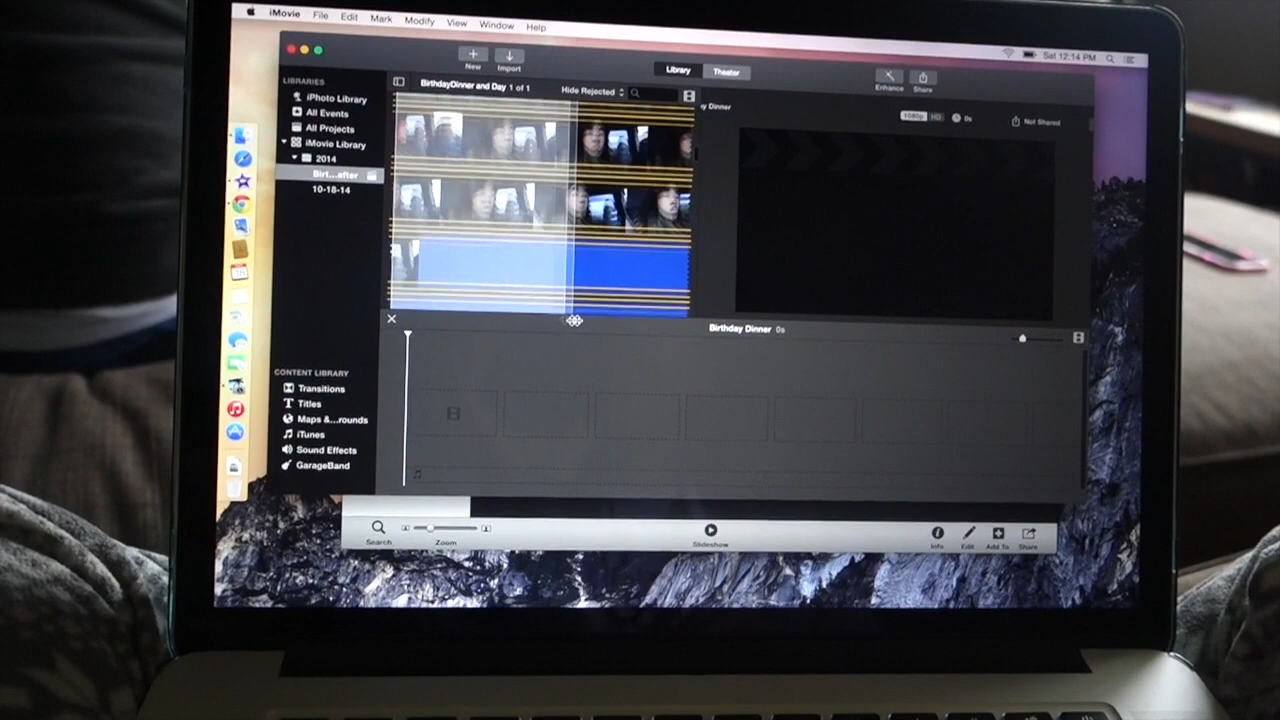 iMovie File Edit Mark Modify View Window Help
Sat 12:14 PM
New Import
Library Theater
Enhance Share
LIBRARIES
iPhoto Library
All Events
All Projects
iMovie Library
2014
Birt...after
10-18-14
BirthdayDinner and Day 1 of 1
Hide Rejected
y Dinner
1080p HD
0s
Not Shared
Birthday Dinner 0s
CONTENT LIBRARY
Transitions
T Titles
Maps &...rounds
iTunes
Sound Effects
GarageBand
Search
Zoom
Slideshow
Info Edit Add To Share